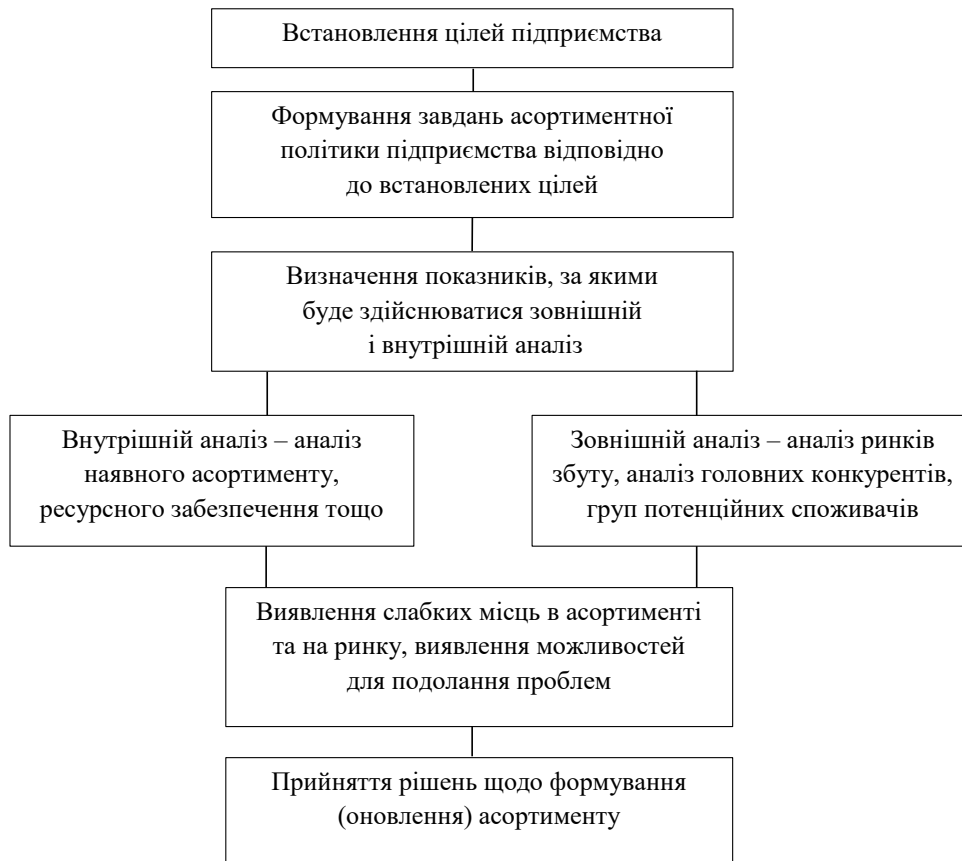 Встановлення цілей підприємства
Формування завдань асортиментної
політики підприємства відповідно
до встановлених цілей
Визначення показників, за якими
буде здійснюватися зовнішній
і внутрішній аналіз
Внутрішній аналіз – аналіз
наявного асортименту,
ресурсного забезпечення тощо
Зовнішній аналіз – аналіз ринків
збуту, аналіз головних конкурентів,
груп потенційних споживачів
Виявлення слабких місць в асортименті
та на ринку, виявлення можливостей
для подолання проблем
Прийняття рішень щодо формування
(оновлення) асортименту